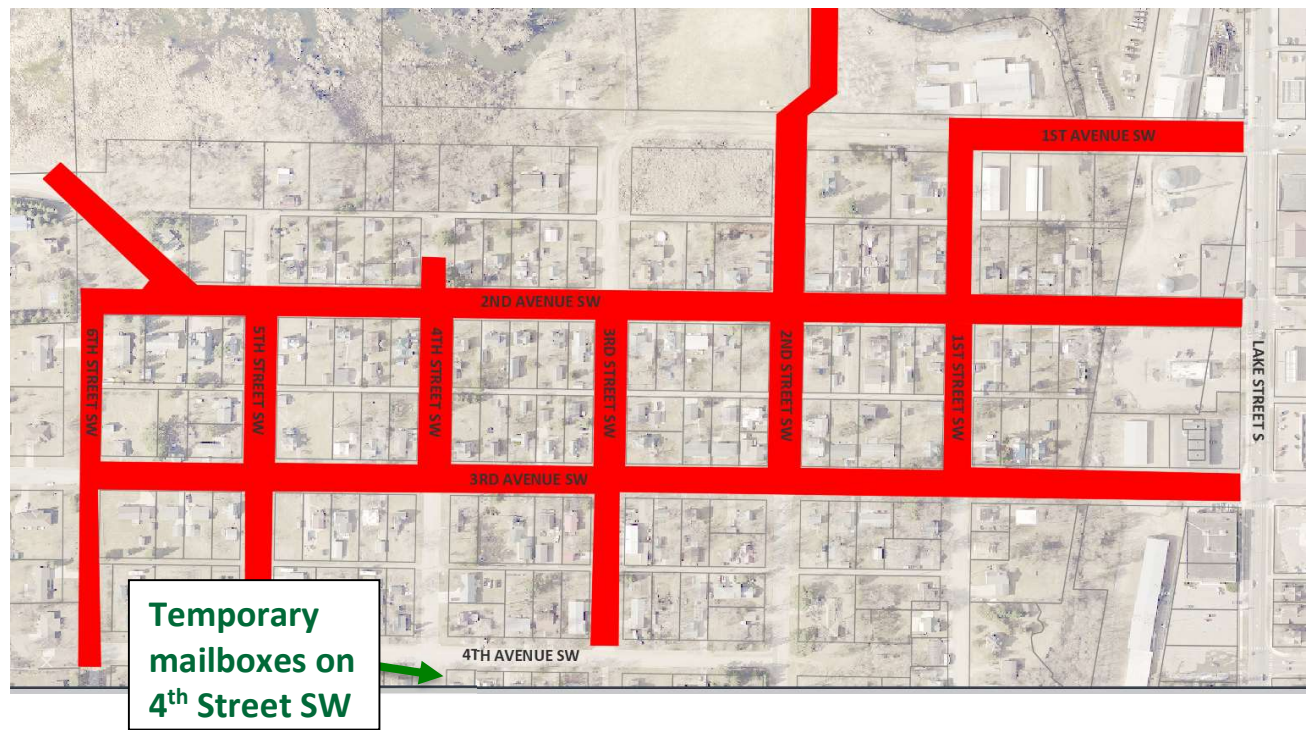 1ST AVENUE SW
2ND AVENUE SW
6TH STREET SW
5TH STREET SW
4TH STREET SW
3RD STREET SW
2ND STREET SW
1ST STREET SW
LAKE STREET S
3RD AVENUE SW
4TH AVENUE SW
Temporary
mailboxes on
4th Street SW